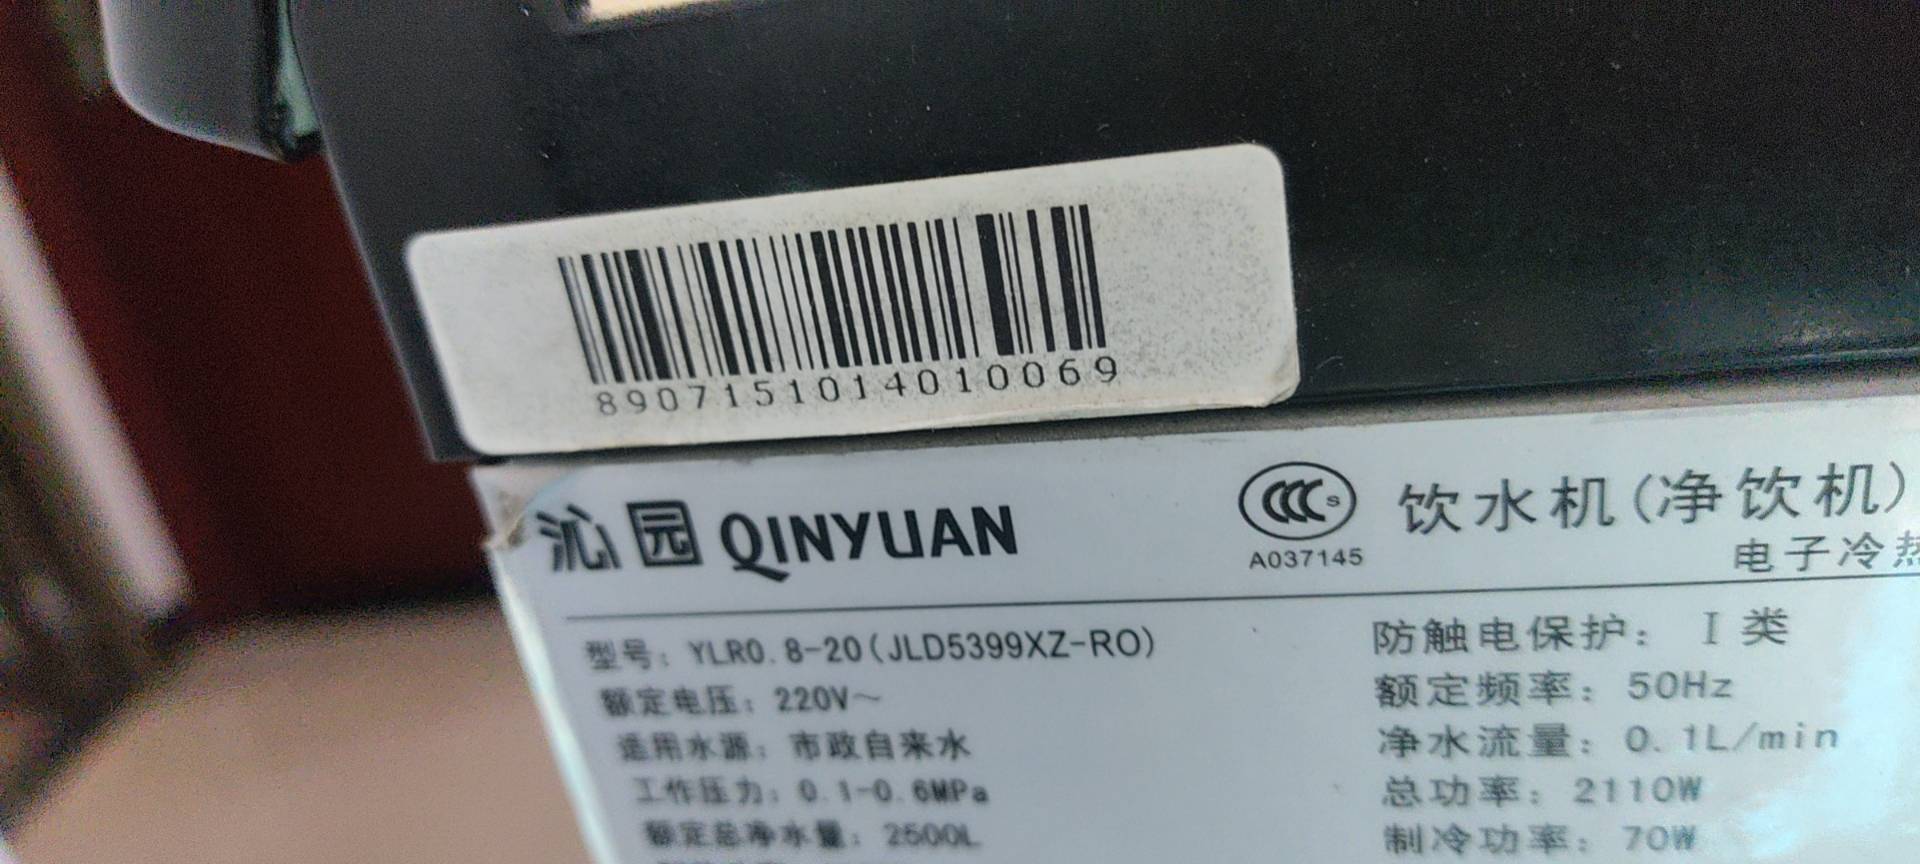 8907151014010069
沁园 QINYUAN
CCC S
A037145
饮水机(净饮机)
电子冷热
型号: YLR0.8-20(JLD5399XZ-RO)
防触电保护: I 类
额定电压: 220V~
额定频率: 50Hz
适用水源: 市政自来水
净水流量: 0.1L/min
工作压力: 0.1-0.6MPa
总功率: 2110W
额定总净水量: 2500L
制冷功率: 70W